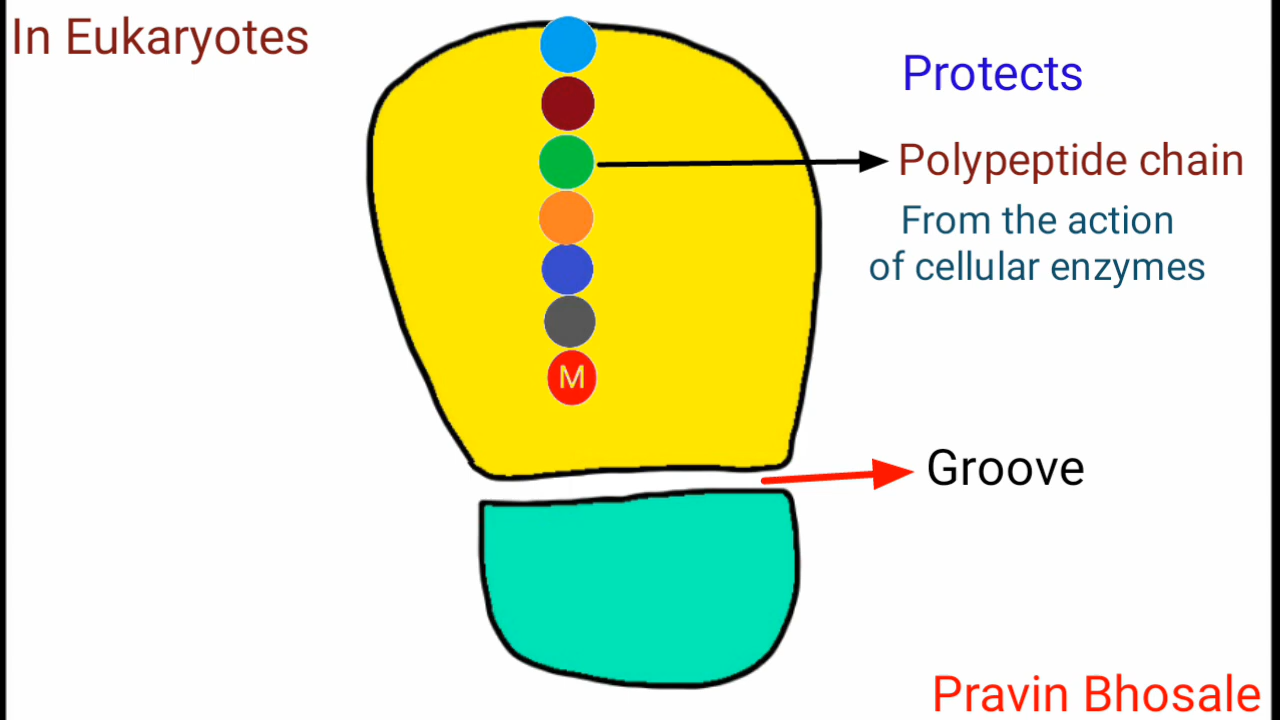 In Eukaryotes
Protects
Polypeptide chain
From the action
of cellular enzymes
M
Groove
Pravin Bhosale